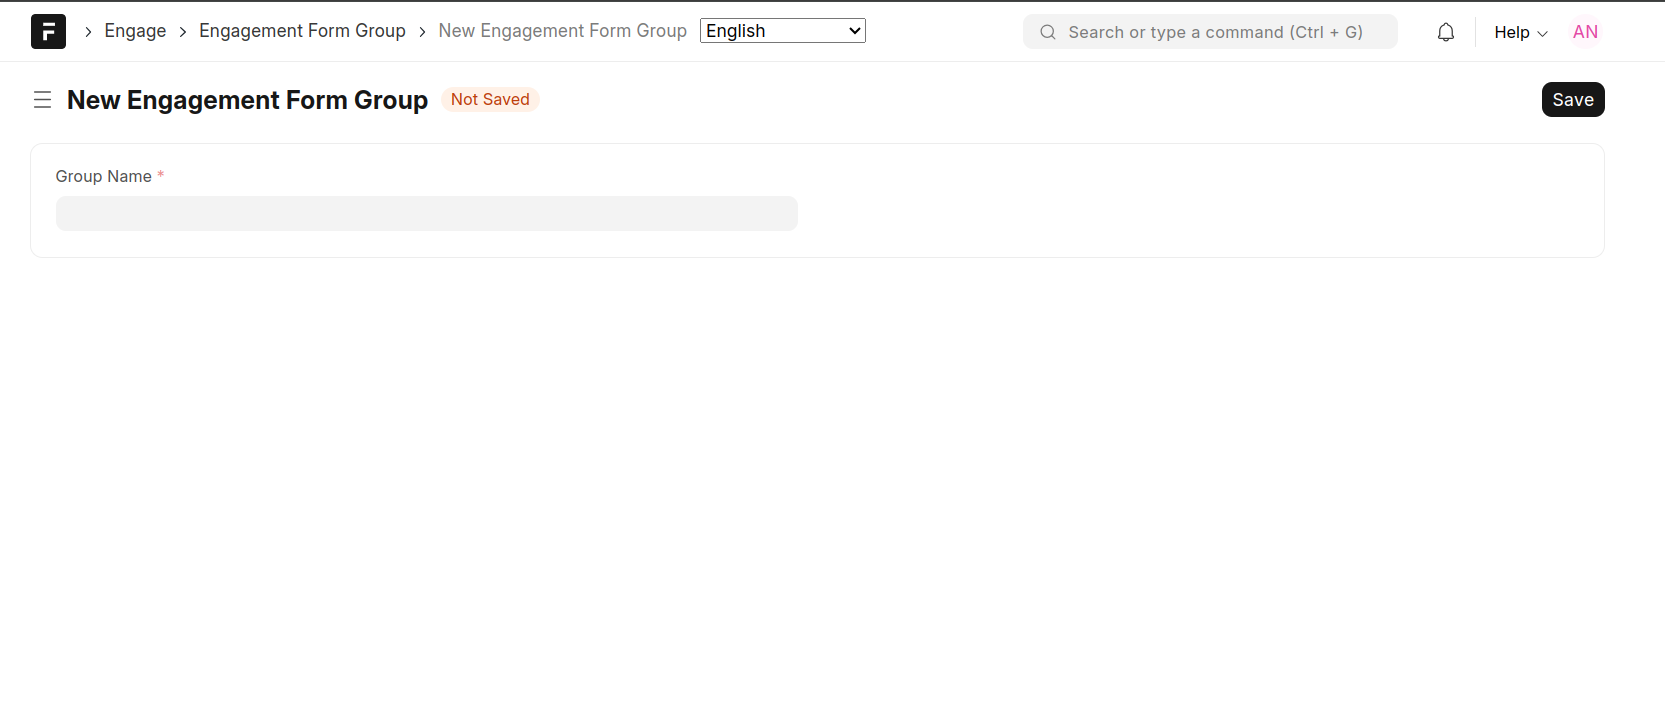 F > Engage > Engagement Form Group > New Engagement Form Group English Search or type a command (Ctrl + G) Help AN
New Engagement Form Group Not Saved Save
Group Name *